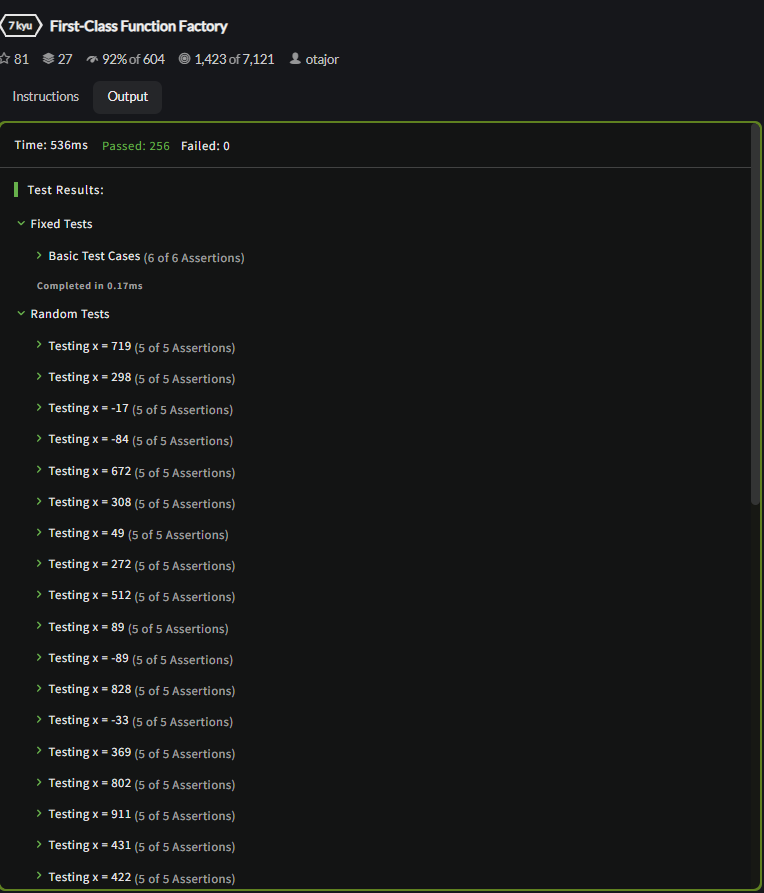 7 kyu First-Class Function Factory
81 27 92% of 604 1,423 of 7,121 otajor
Instructions Output
Time: 536ms Passed: 256 Failed: 0
Test Results:
Fixed Tests
Basic Test Cases (6 of 6 Assertions)
Completed in 0.17ms
Random Tests
Testing x = 719 (5 of 5 Assertions)
Testing x = 298 (5 of 5 Assertions)
Testing x = -17 (5 of 5 Assertions)
Testing x = -84 (5 of 5 Assertions)
Testing x = 672 (5 of 5 Assertions)
Testing x = 308 (5 of 5 Assertions)
Testing x = 49 (5 of 5 Assertions)
Testing x = 272 (5 of 5 Assertions)
Testing x = 512 (5 of 5 Assertions)
Testing x = 89 (5 of 5 Assertions)
Testing x = -89 (5 of 5 Assertions)
Testing x = 828 (5 of 5 Assertions)
Testing x = -33 (5 of 5 Assertions)
Testing x = 369 (5 of 5 Assertions)
Testing x = 802 (5 of 5 Assertions)
Testing x = 911 (5 of 5 Assertions)
Testing x = 431 (5 of 5 Assertions)
Testing x = 422 (5 of 5 Assertions)